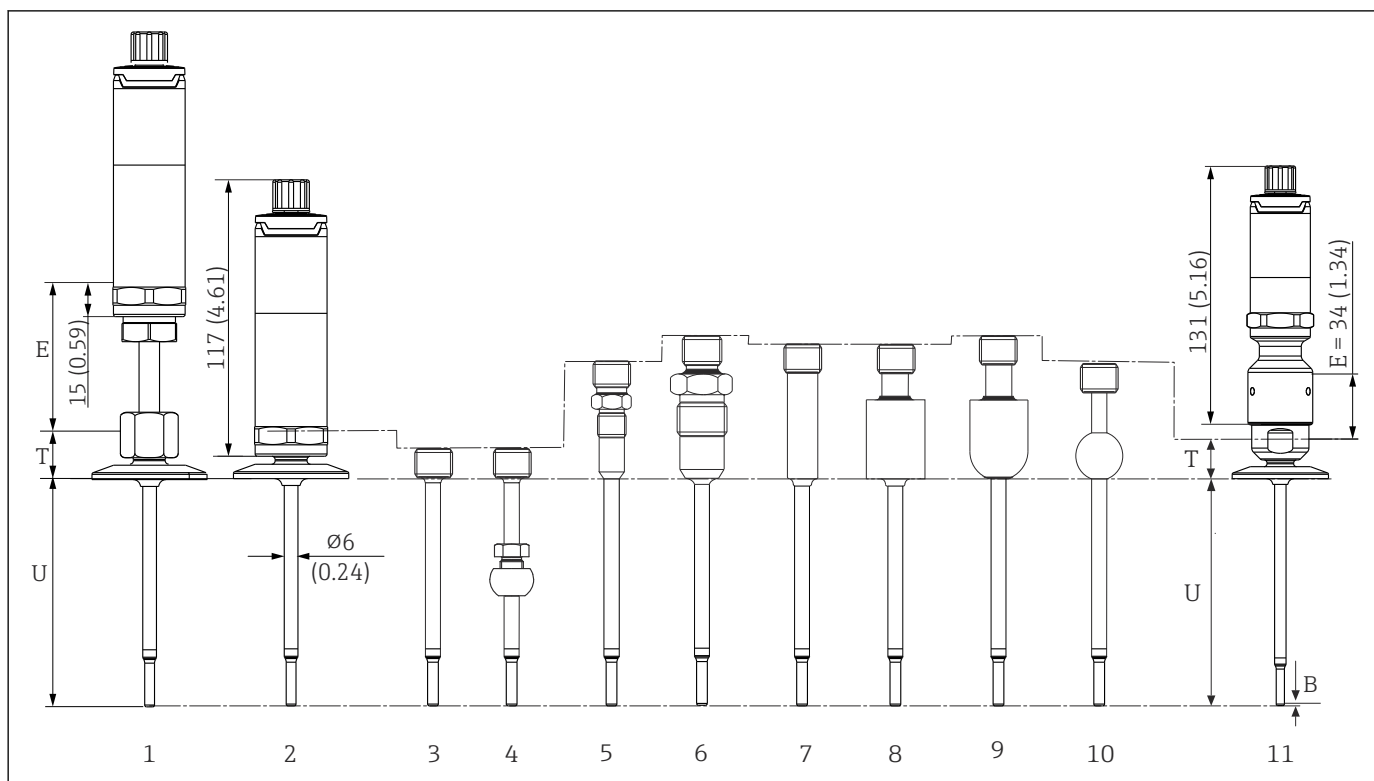 E
T
U
15 (0.59)
117 (4.61)
Ø6
(0.24)
131 (5.16)
E = 34 (1.34)
T
U
B
1 2 3 4 5 6 7 8 9 10 11